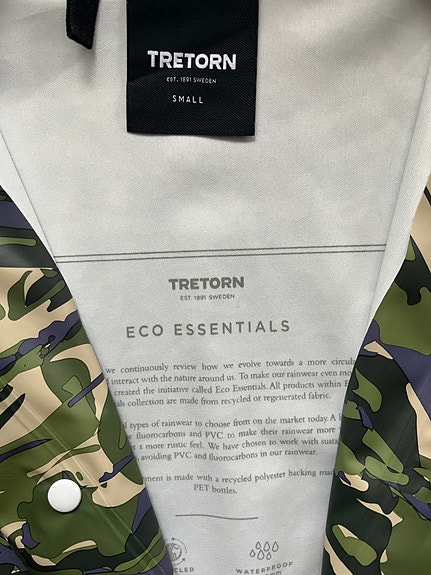 TRETORN
EST. 1891 SWEDEN
SMALL
TRETORN
EST. 1891 SWEDEN
ECO ESSENTIALS
we continuously review how we evolve towards a more
interact with the nature around us. To make our rainwear even
created the initiative called Eco Essentials. All products within
collection are made from recycled or regenerated fabric.
types of rainwear to choose from on the market today. A
fluorocarbons and PVC to make their rainwear more
r a more rustic feel. We have chosen to work with
avoiding PVC and fluorocarbons in our rainwear.
ment is made with a recycled polyester backing
PET bottles.
CLED
WATERPROOF